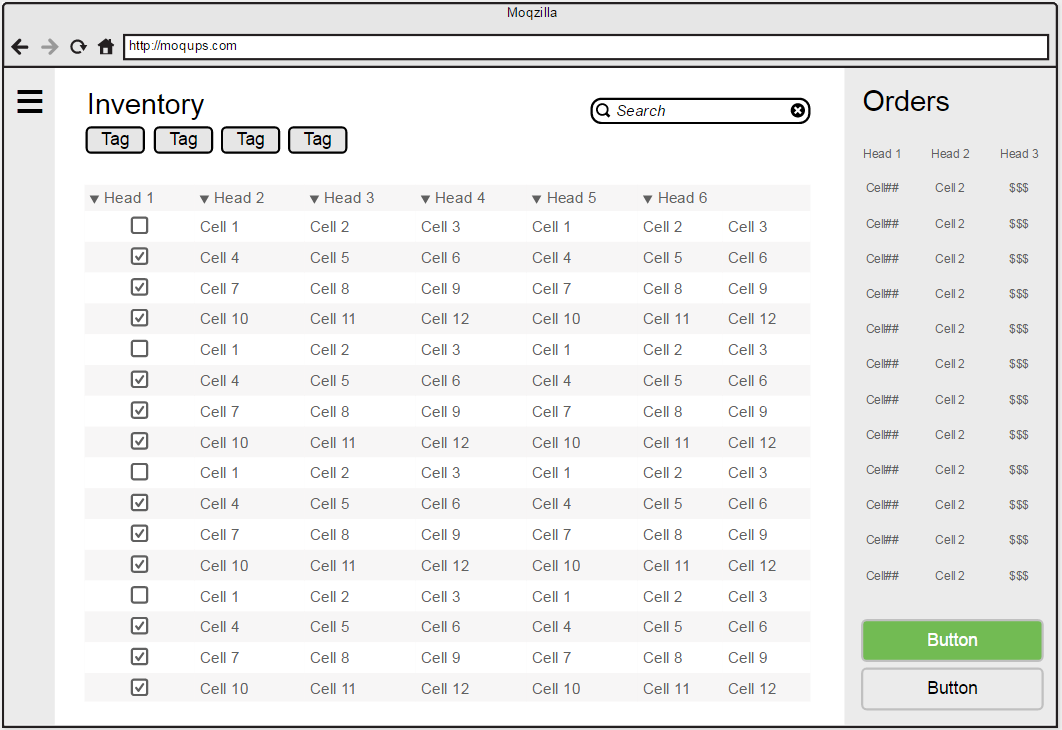 Moqzilla
http://moqups.com
Inventory
Search
Tag Tag Tag Tag
Head 1 Head 2 Head 3 Head 4 Head 5 Head 6
Cell 1 Cell 2 Cell 3 Cell 1 Cell 2 Cell 3
Cell 4 Cell 5 Cell 6 Cell 4 Cell 5 Cell 6
Cell 7 Cell 8 Cell 9 Cell 7 Cell 8 Cell 9
Cell 10 Cell 11 Cell 12 Cell 10 Cell 11 Cell 12
Cell 1 Cell 2 Cell 3 Cell 1 Cell 2 Cell 3
Cell 4 Cell 5 Cell 6 Cell 4 Cell 5 Cell 6
Cell 7 Cell 8 Cell 9 Cell 7 Cell 8 Cell 9
Cell 10 Cell 11 Cell 12 Cell 10 Cell 11 Cell 12
Cell 1 Cell 2 Cell 3 Cell 1 Cell 2 Cell 3
Cell 4 Cell 5 Cell 6 Cell 4 Cell 5 Cell 6
Cell 7 Cell 8 Cell 9 Cell 7 Cell 8 Cell 9
Cell 10 Cell 11 Cell 12 Cell 10 Cell 11 Cell 12
Cell 1 Cell 2 Cell 3 Cell 1 Cell 2 Cell 3
Cell 4 Cell 5 Cell 6 Cell 4 Cell 5 Cell 6
Cell 7 Cell 8 Cell 9 Cell 7 Cell 8 Cell 9
Cell 10 Cell 11 Cell 12 Cell 10 Cell 11 Cell 12
Orders
Head 1 Head 2 Head 3
Cell## Cell 2 $$$
Cell## Cell 2 $$$
Cell## Cell 2 $$$
Cell## Cell 2 $$$
Cell## Cell 2 $$$
Cell## Cell 2 $$$
Cell## Cell 2 $$$
Cell## Cell 2 $$$
Cell## Cell 2 $$$
Cell## Cell 2 $$$
Cell## Cell 2 $$$
Cell## Cell 2 $$$
Button
Button